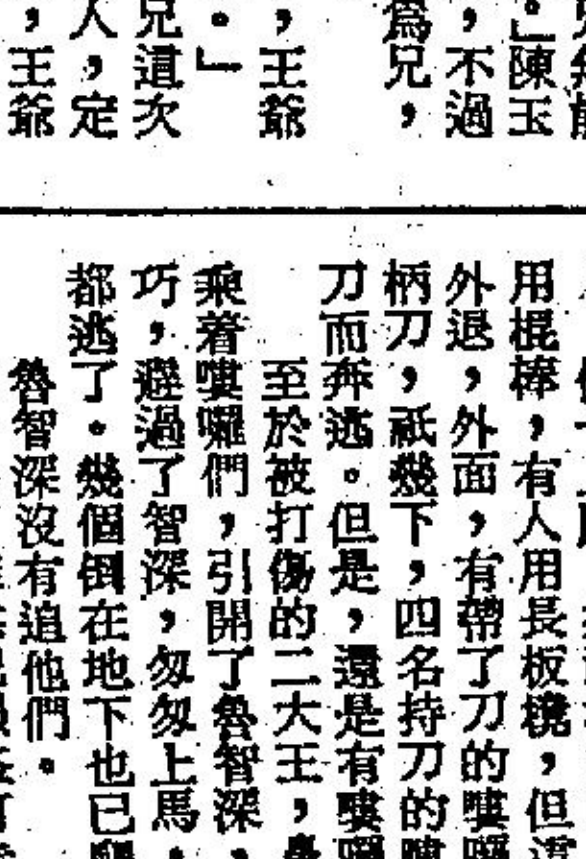 』陳玉
，不過
為兄，
，王爺
。」
兄這次
人，定
，王爺
用棍棒，有人用長板櫈，但
外退，外面，有帶了刀的嘍囉
柄刀，祇幾下，四名持刀的嘍
刀而奔逃。但是，還是有嘍囉
至於被打傷的二大王，
乘着嘍囉們，引開了魯智深，
巧，避過了智深，匆匆上馬，
都逃了。幾個倒在地下也已
魯智深沒有追他們。